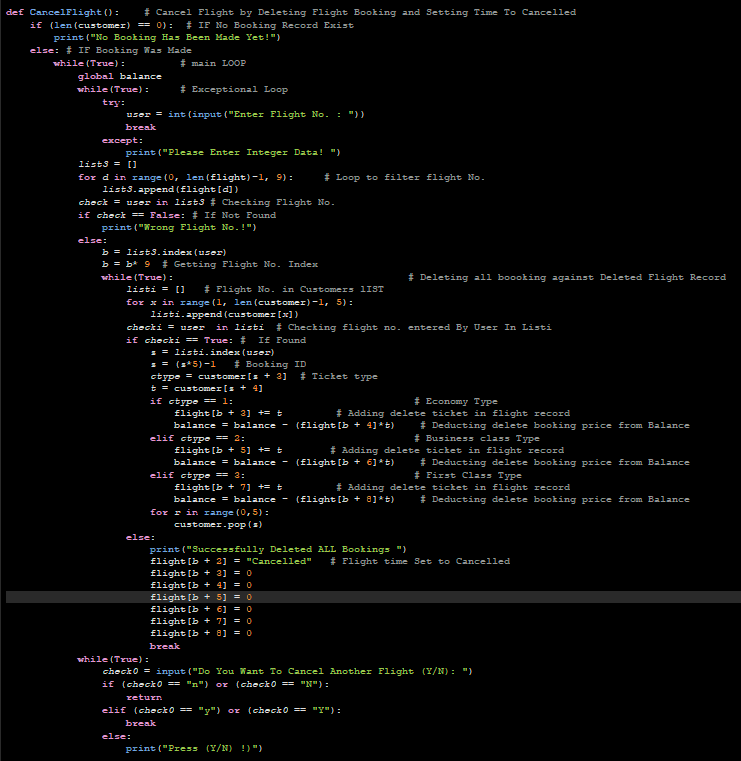 def CancelFlight():    # Cancel Flight by Deleting Flight Booking and Setting Time To Cancelled
    if (len(customer) == 0):  # IF No Booking Record Exist
        print("No Booking Has Been Made Yet!")
    else: # IF Booking Was Made
        while(True):         # main LOOP
            global balance
            while(True):     # Exceptional Loop
                try:
                    user = int(input("Enter Flight No. : "))
                    break
                except:
                    print("Please Enter Integer Data! ")
            list3 = []
            for d in range(0, len(flight)-1, 9):     # Loop to filter flight No.
                list3.append(flight[d])
            check = user in list3 # Checking Flight No.
            if check == False: # If Not Found
                print("Wrong Flight No.!")
            else:
                b = list3.index(user)
                b = b* 9  # Getting Flight No. Index
                while(True):                                       # Deleting all boooking against Deleted Flight Record
                    listi = []   # Flight No. in Customers lIST
                    for x in range(1, len(customer)-1, 5):
                        listi.append(customer[x])
                    checki = user  in listi  # Checking flight no. entered By User In Listi
                    if checki == True: #  If Found
                        s = listi.index(user)
                        s = (s*5)-1   # Booking ID
                        ctype = customer[s + 3]  # Ticket type
                        t = customer[s + 4]
                        if ctype == 1:                              # Economy Type
                            flight[b + 3] += t         # Adding delete ticket in flight record
                            balance = balance - (flight[b + 4]*t)    # Deducting delete booking price from Balance
                        elif ctype == 2:                            # Business class Type
                            flight[b + 5] += t        # Adding delete ticket in flight record
                            balance = balance - (flight[b + 6]*t)    # Deducting delete booking price from Balance
                        elif ctype == 3:                            # First Class Type
                            flight[b + 7] += t         # Adding delete ticket in flight record
                            balance = balance - (flight[b + 8]*t)    # Deducting delete booking price from Balance
                        for r in range(0,5):
                            customer.pop(s)
                    else:
                        print("Successfully Deleted ALL Bookings ")
                        flight[b + 2] = "Cancelled"   # Flight time Set to Cancelled
                        flight[b + 3] = 0
                        flight[b + 4] = 0
                        flight[b + 5] = 0
                        flight[b + 6] = 0
                        flight[b + 7] = 0
                        flight[b + 8] = 0
                        break
            while(True):
                check0 = input("Do You Want To Cancel Another Flight (Y/N): ")
                if (check0 == "n") or (check0 == "N"):
                    return
                elif (check0 == "y") or (check0 == "Y"):
                    break
                else:
                    print("Press (Y/N) !)")